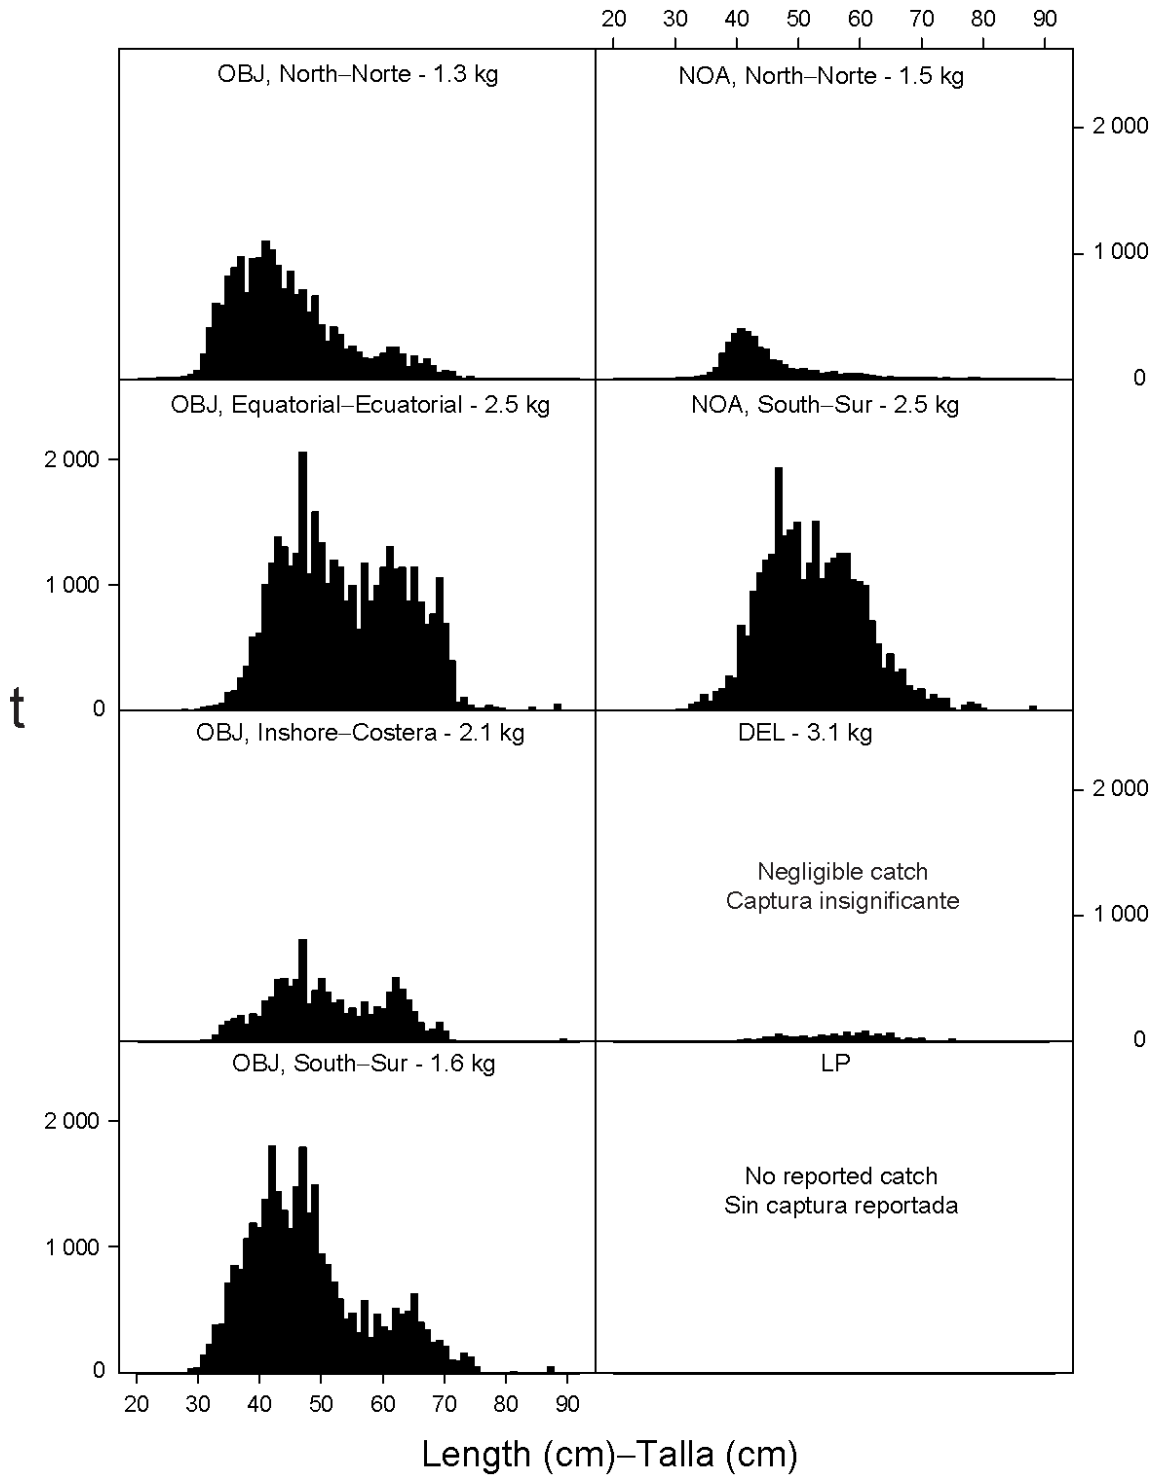 20 30 40 50 60 70 80 90
OBJ, North–Norte - 1.3 kg
NOA, North–Norte - 1.5 kg
2 000
1 000
0
OBJ, Equatorial–Ecuatorial - 2.5 kg
NOA, South–Sur - 2.5 kg
2 000
1 000
0
t
OBJ, Inshore–Costera - 2.1 kg
DEL - 3.1 kg
2 000
Negligible catch
Captura insignificante
1 000
0
OBJ, South–Sur - 1.6 kg
LP
2 000
No reported catch
Sin captura reportada
1 000
0
20 30 40 50 60 70 80 90
Length (cm)–Talla (cm)